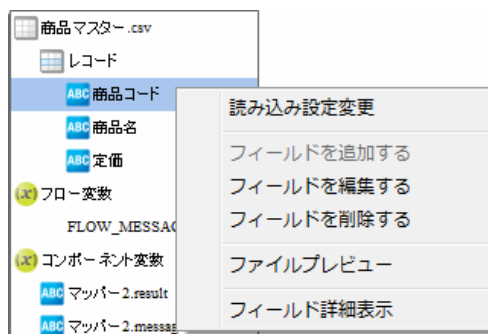 商品マスター.csv
レコード
ABC 商品コード
ABC 商品名
ABC 定価
(x) フロー変数
FLOW_MESSAG
(x) コンポーネント変数
ABC マッパー2.result
ABC マッパー2.messag
読み込み設定変更
フィールドを追加する
フィールドを編集する
フィールドを削除する
ファイルプレビュー
フィールド詳細表示